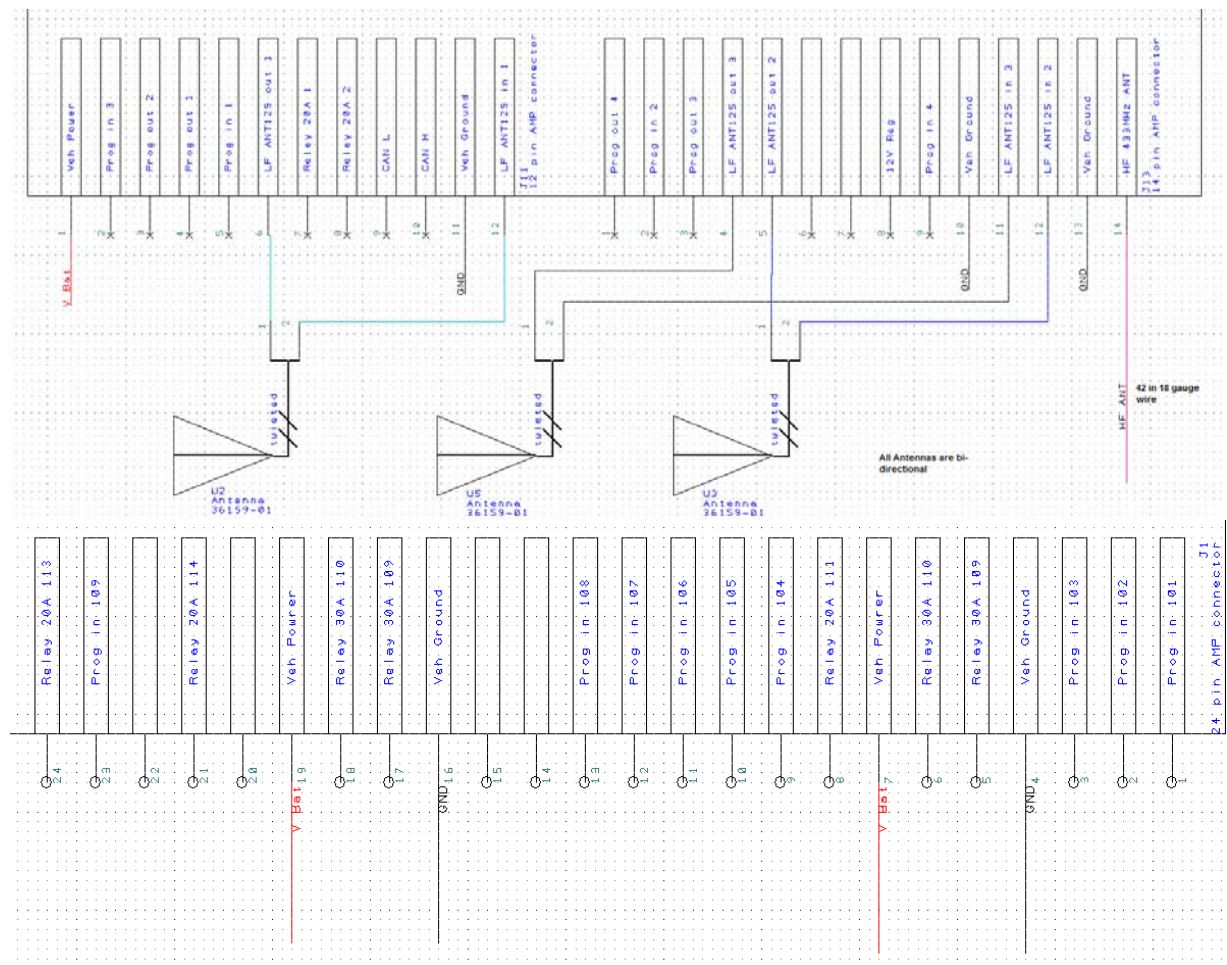 Veh Power
Prog in 3
Prog out 2
Prog out 1
Prog in 1
LF ANT125 out 1
Relay 20A 1
Relay 20A 2
CAN L
CAN H
Veh Ground
LF ANT125 in 1
J11
12 pin AMP connector
Prog out 4
Prog in 2
Prog out 3
LF ANT125 out 3
LF ANT125 out 2
12V Reg
Prog in 4
Veh Ground
LF ANT125 in 3
LF ANT125 in 2
Veh Ground
HF 433MHz ANT
J13
14 pin AMP connector
1
2
3
4
5
6
7
8
9
10
11
12
1
2
3
4
5
6
7
8
9
10
11
12
13
14
V Bat
GND
GND
GND
1
2
1
2
1
2
twisted
twisted
twisted
HF ANT
42 in 18 gauge
wire
All Antennas are bi-
directional
U2
Antenna
36159-01
U5
Antenna
36159-01
U3
Antenna
36159-01
Relay 20A 113
Prog in 109
Relay 20A 114
Veh Powrer
Relay 30A 110
Relay 30A 109
Veh Ground
Prog in 108
Prog in 107
Prog in 106
Prog in 105
Prog in 104
Relay 20A 111
Veh Powrer
Relay 30A 110
Relay 30A 109
Veh Ground
Prog in 103
Prog in 102
Prog in 101
J1
24 pin AMP connector
24
23
22
21
20
19
18
17
16
15
14
13
12
11
10
9
8
7
6
5
4
3
2
1
V Bat
GND
V Bat
GND